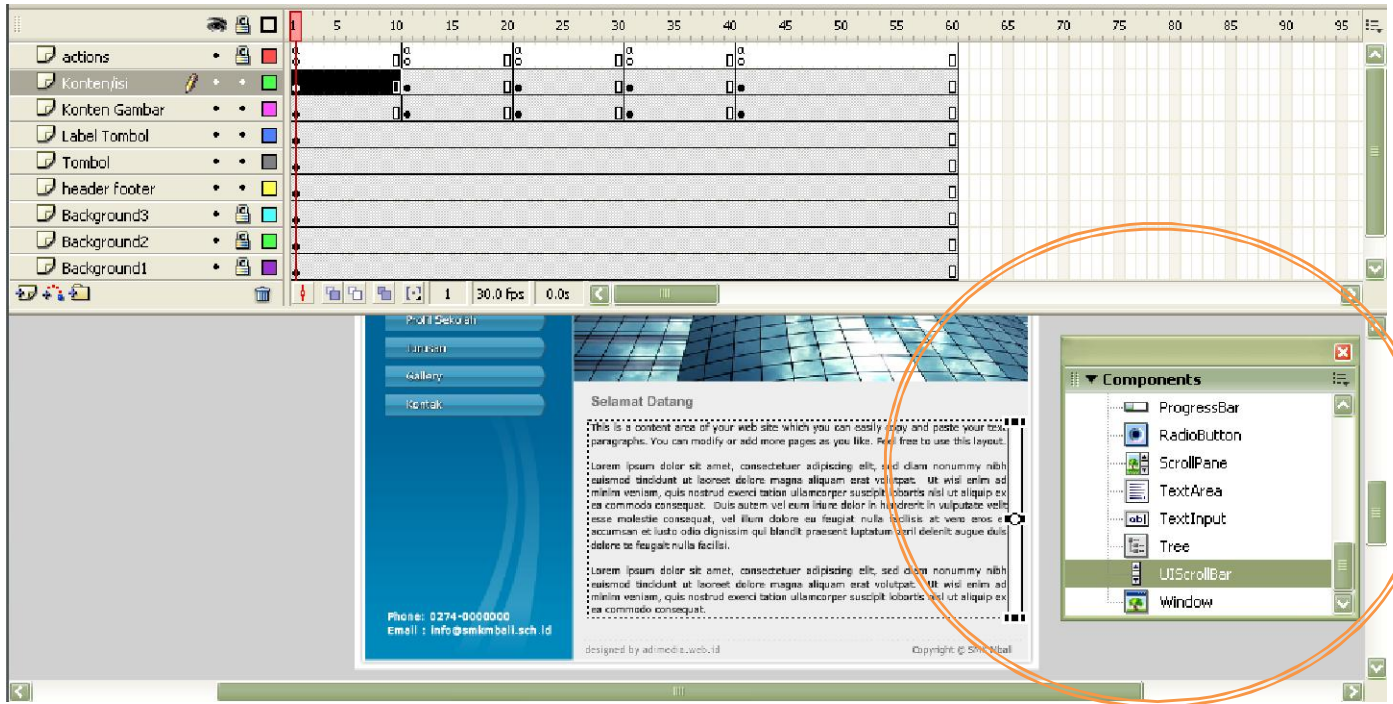 1 5 10 15 20 25 30 35 40 45 50 55 60 65 70 75 80 85 90 95
actions
Konten/isi
Konten Gambar
Label Tombol
Tombol
header footer
Background3
Background2
Background1
1 30.0 fps 0.0s
Profil Sekolah
Jurusan
Gallery
Kontak
Phone: 0274-0000000
Email : info@smkmbali.sch.id
Selamat Datang
This is a content area of your web site which you can easily copy and paste your text
paragraphs. You can modify or add more pages as you like. Feel free to use this layout.
Lorem ipsum dolor sit amet, consectetuer adipiscing elit, sed diam nonummy nibh
euismod tincidunt ut laoreet dolore magna aliquam erat volutpat. Ut wisi enim ad
minim veniam, quis nostrud exerci tation ullamcorper suscipit lobortis nisl ut aliquip ex
ea commodo consequat. Duis autem vel eum iriure dolor in hendrerit in vulputate velit
esse molestie consequat, vel illum dolore eu feugiat nulla facilisis at vero eros e
accumsan et iusto odio dignissim qui blandit praesent luptatum zzril delenit augue duis
dolore te feugait nulla facilisi.
Lorem ipsum dolor sit amet, consectetuer adipiscing elit, sed diam nonummy nibh
euismod tincidunt ut laoreet dolore magna aliquam erat volutpat. Ut wisi enim ad
minim veniam, quis nostrud exerci tation ullamcorper suscipit lobortis nisl ut aliquip ex
ea commodo consequat.
designed by adimedia.web.id
Copyright © SMK Mbali
Components
ProgressBar
RadioButton
ScrollPane
TextArea
TextInput
Tree
UIScrollBar
Window